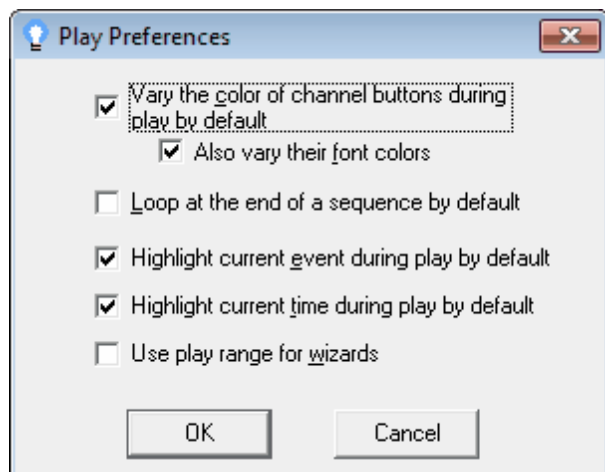 Play Preferences
Vary the color of channel buttons during
play by default
Also vary their font colors
Loop at the end of a sequence by default
Highlight current event during play by default
Highlight current time during play by default
Use play range for wizards
OK
Cancel